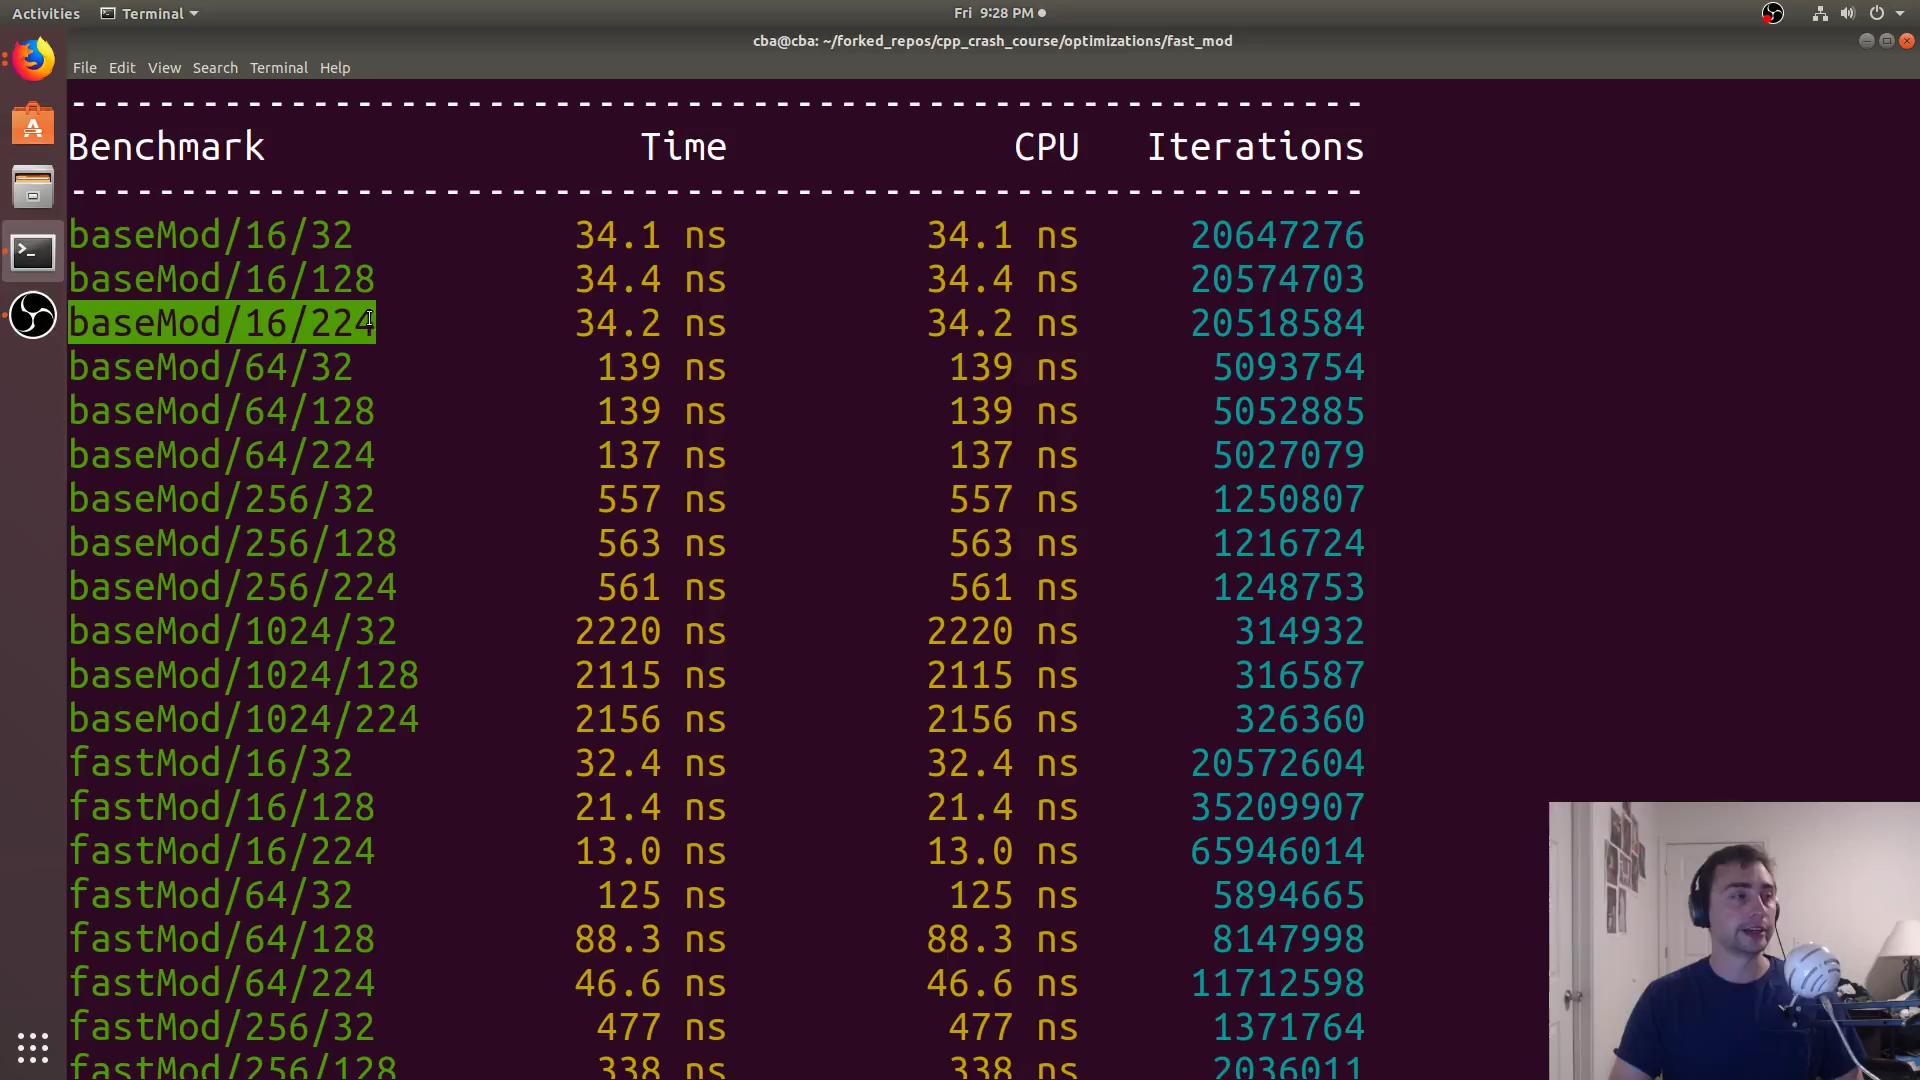 Activities Terminal Fri 9:28 PM
cba@cba: ~/forked_repos/cpp_crash_course/optimizations/fast_mod
File Edit View Search Terminal Help
---------------------------------------------------------------
Benchmark Time CPU Iterations
---------------------------------------------------------------
baseMod/16/32 34.1 ns 34.1 ns 20647276
baseMod/16/128 34.4 ns 34.4 ns 20574703
baseMod/16/224 34.2 ns 34.2 ns 20518584
baseMod/64/32 139 ns 139 ns 5093754
baseMod/64/128 139 ns 139 ns 5052885
baseMod/64/224 137 ns 137 ns 5027079
baseMod/256/32 557 ns 557 ns 1250807
baseMod/256/128 563 ns 563 ns 1216724
baseMod/256/224 561 ns 561 ns 1248753
baseMod/1024/32 2220 ns 2220 ns 314932
baseMod/1024/128 2115 ns 2115 ns 316587
baseMod/1024/224 2156 ns 2156 ns 326360
fastMod/16/32 32.4 ns 32.4 ns 20572604
fastMod/16/128 21.4 ns 21.4 ns 35209907
fastMod/16/224 13.0 ns 13.0 ns 65946014
fastMod/64/32 125 ns 125 ns 5894665
fastMod/64/128 88.3 ns 88.3 ns 8147998
fastMod/64/224 46.6 ns 46.6 ns 11712598
fastMod/256/32 477 ns 477 ns 1371764
fastMod/256/128 338 ns 338 ns 2036011